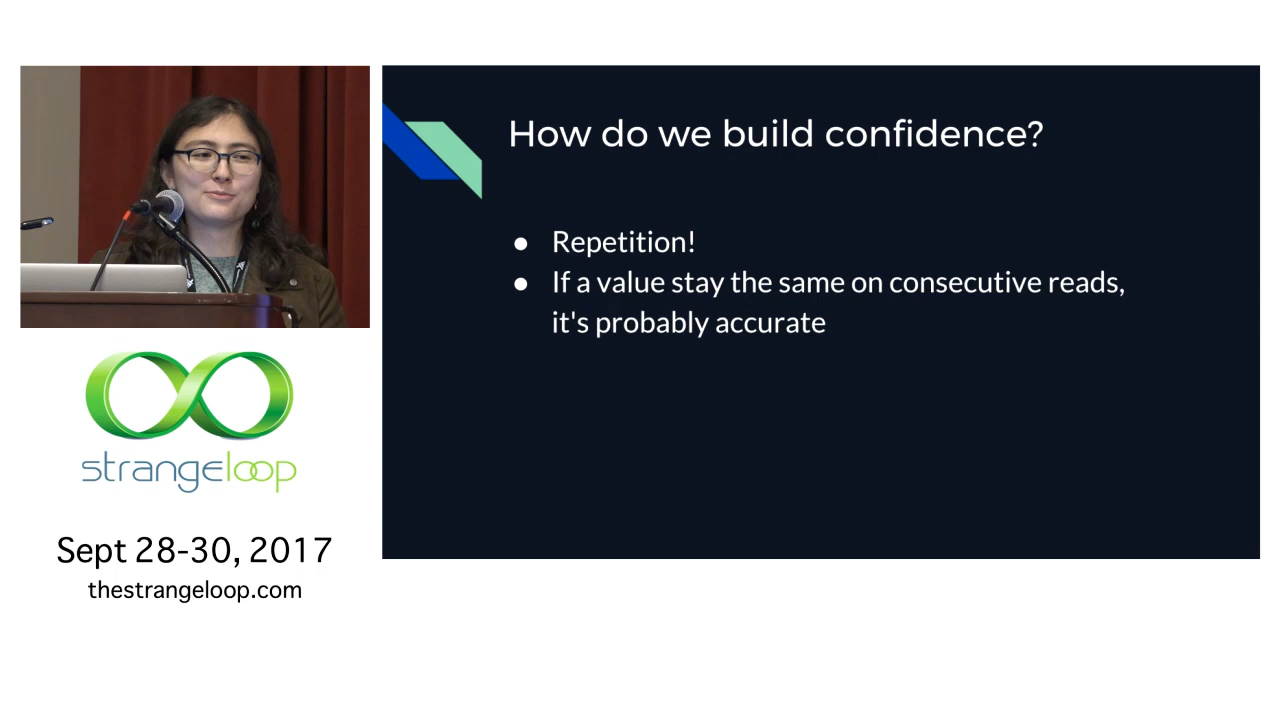 How do we build confidence?
● Repetition!
● If a value stay the same on consecutive reads,
it's probably accurate
strangeloop
Sept 28-30, 2017
thestrangeloop.com